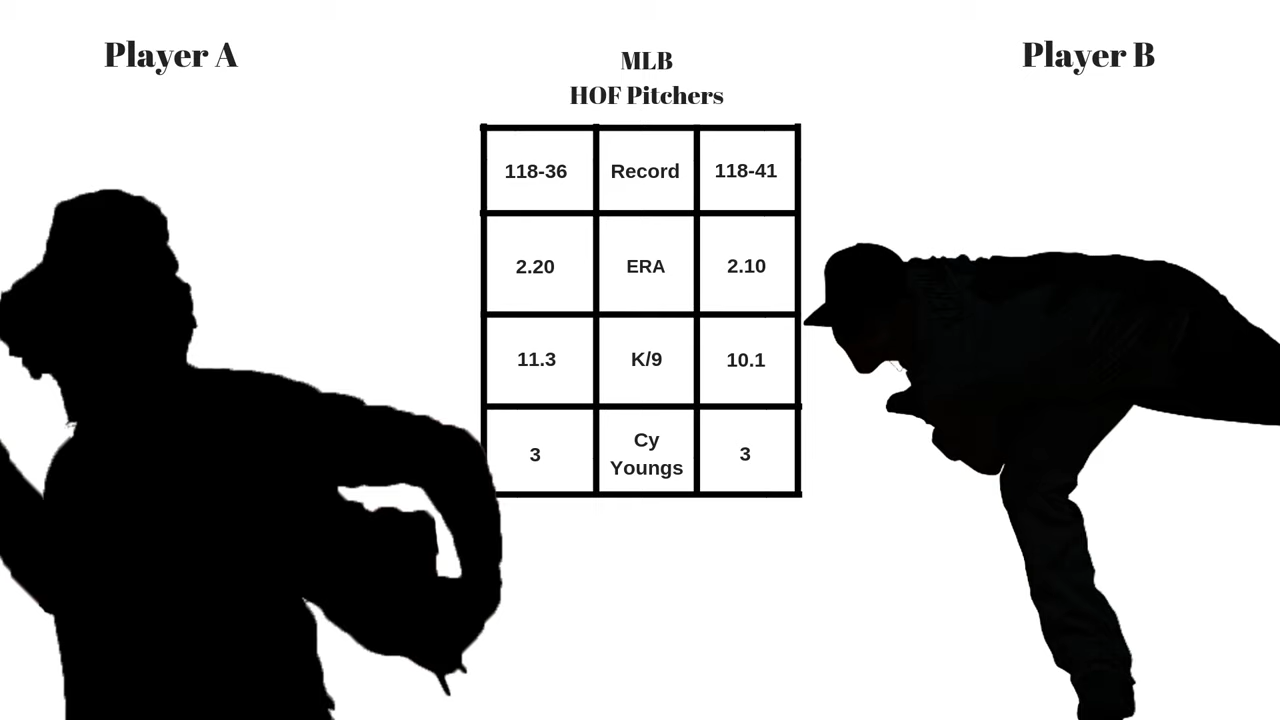 Player A
Player B
MLB
HOF Pitchers
118-36 Record 118-41
2.20 ERA 2.10
11.3 K/9 10.1
3 Cy Youngs 3